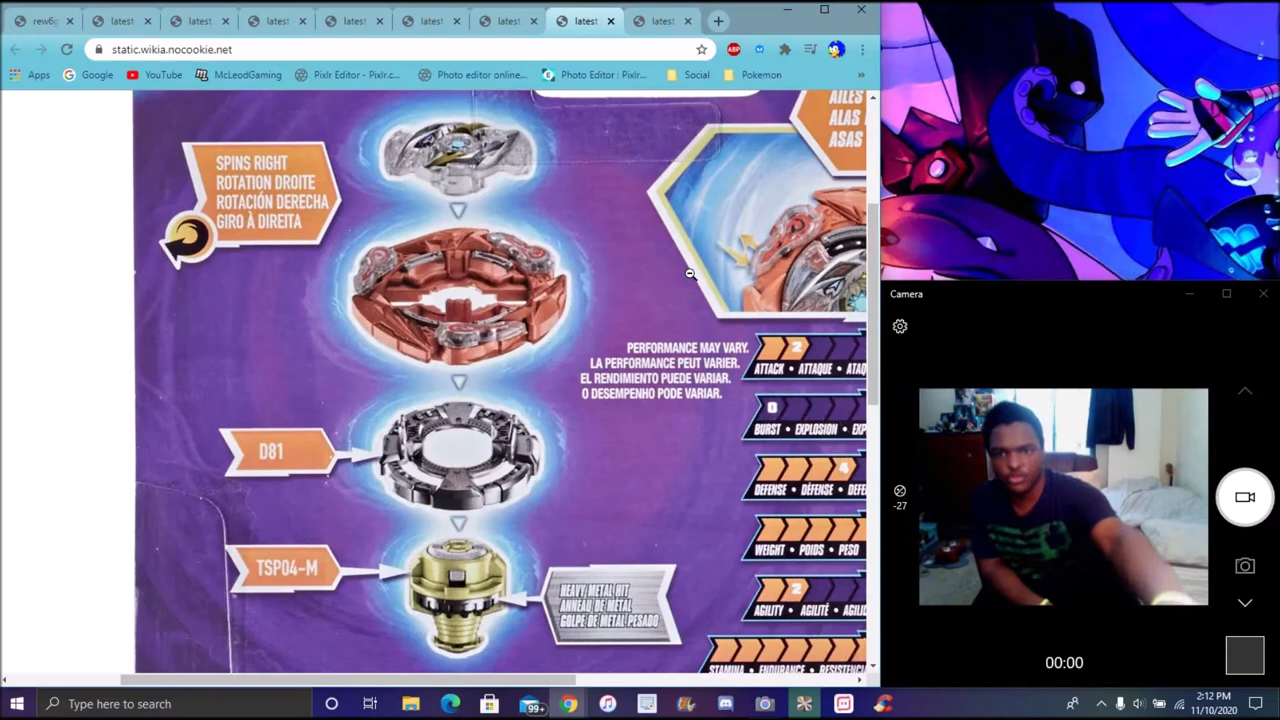 rew6g
latest
latest
latest
latest
latest
latest
latest
latest
static.wikia.nocookie.net
ABP
Apps
Google
YouTube
McLeodGaming
Pixlr Editor - Pixlr.c...
Photo editor online...
Photo Editor : Pixlr...
Social
Pokemon
»
AILES
ALAS
ASAS
SPINS RIGHT
ROTATION DROITE
ROTACIÓN DERECHA
GIRO À DIREITA
PERFORMANCE MAY VARY.
LA PERFORMANCE PEUT VARIER.
EL RENDIMIENTO PUEDE VARIAR.
O DESEMPENHO PODE VARIAR.
2
ATTACK • ATTAQUE • ATAQ
0
BURST • EXPLOSION • EXP
D81
4
DEFENSE • DÉFENSE • DEFE
WEIGHT • POIDS • PESO
TSP04-M
HEAVY METAL HIT
ANNEAU DE METAL
GOLPE DE METAL PESADO
2
AGILITY • AGILITÉ • AGILI
STAMINA • ENDURANCE • RESISTENCI
Camera
-27
00:00
Type here to search
99+
2:12 PM
11/10/2020